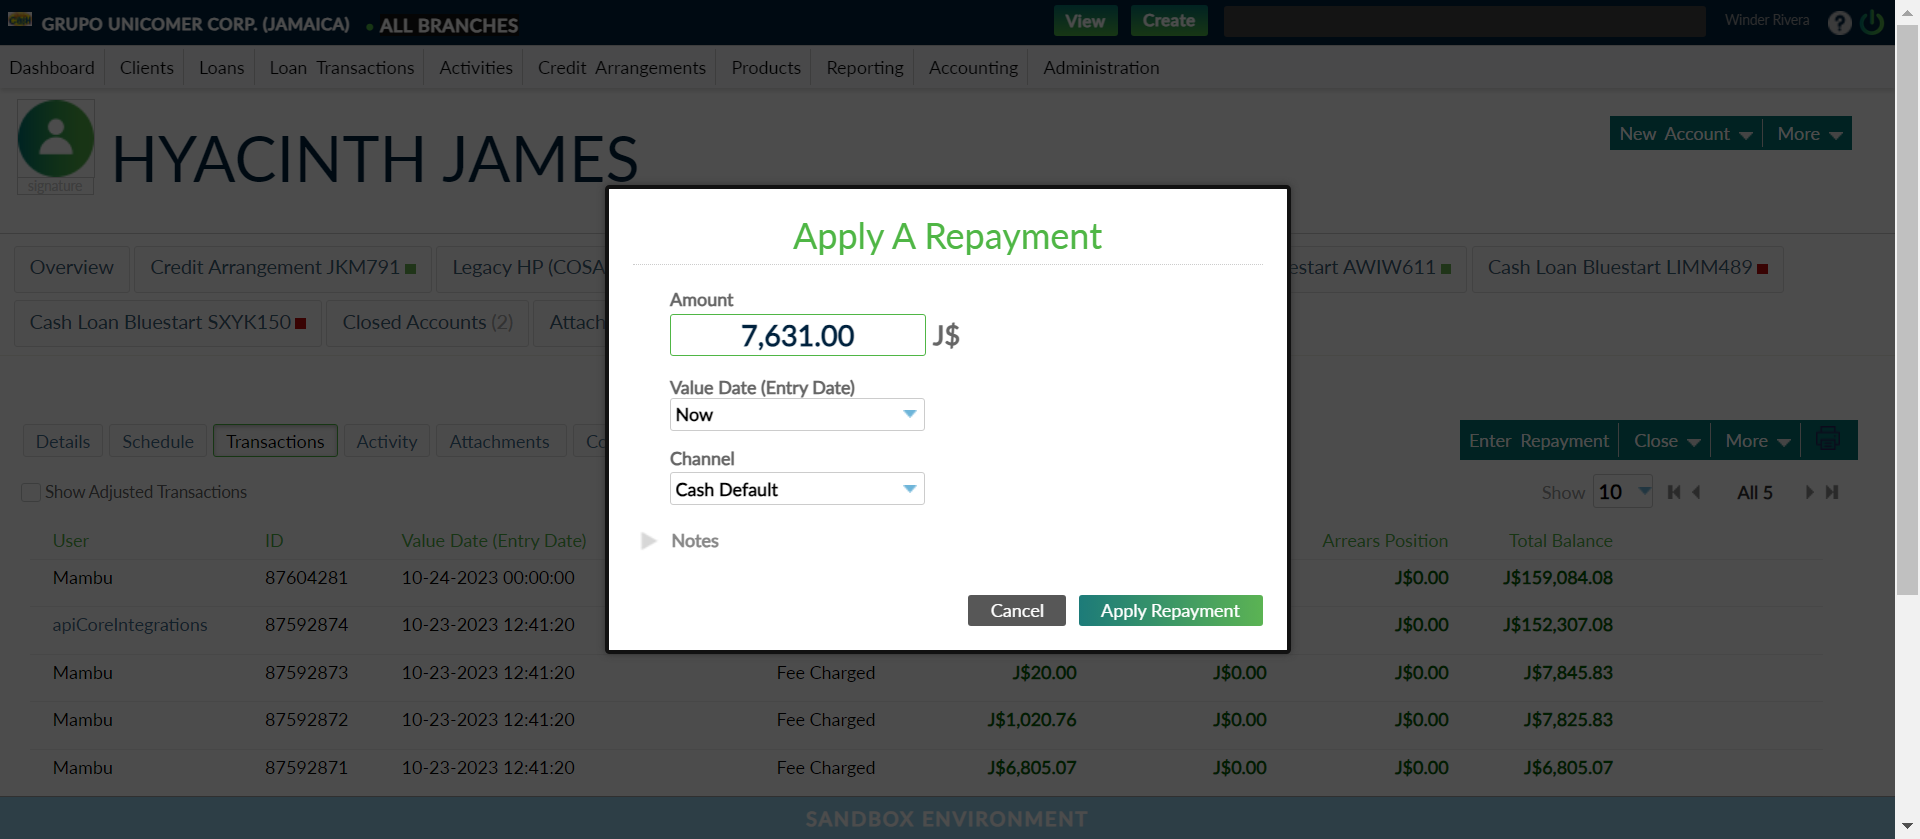 GRUPO UNICOMER CORP. (JAMAICA) ALL BRANCHES View Create Winder Rivera ?
Dashboard Clients Loans Loan Transactions Activities Credit Arrangements Products Reporting Accounting Administration
HYACINTH JAMES
signature
New Account More
Apply A Repayment
Overview Credit Arrangement JKM791 Legacy HP (COSA estart AWIW611 Cash Loan Bluestart LIMM489
Cash Loan Bluestart SXYK150 Closed Accounts (2) Attach
Amount
7,631.00 J$
Value Date (Entry Date)
Now
Channel
Cash Default
Notes
Cancel Apply Repayment
Details Schedule Transactions Activity Attachments Co
Enter Repayment Close More
Show Adjusted Transactions
Show 10 All 5
User ID Value Date (Entry Date) Arrears Position Total Balance
Mambu 87604281 10-24-2023 00:00:00 J$0.00 J$159,084.08
apiCoreIntegrations 87592874 10-23-2023 12:41:20 J$0.00 J$152,307.08
Mambu 87592873 10-23-2023 12:41:20 Fee Charged J$20.00 J$0.00 J$0.00 J$7,845.83
Mambu 87592872 10-23-2023 12:41:20 Fee Charged J$1,020.76 J$0.00 J$0.00 J$7,825.83
Mambu 87592871 10-23-2023 12:41:20 Fee Charged J$6,805.07 J$0.00 J$0.00 J$6,805.07
SANDBOX ENVIRONMENT